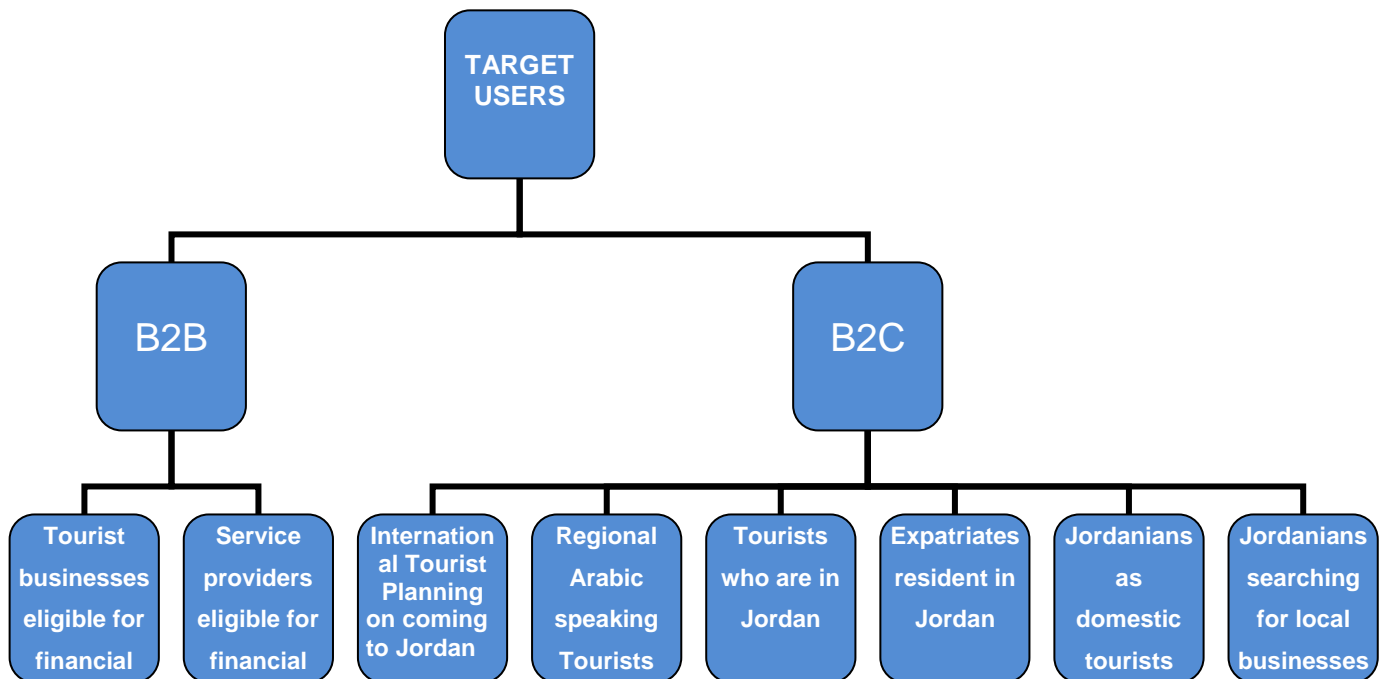 TARGET
USERS
B2B
B2C
Tourist
businesses
eligible for
financial
Service
providers
eligible for
financial
Internation
al Tourist
Planning
on coming
to Jordan
Regional
Arabic
speaking
Tourists
Tourists
who are in
Jordan
Expatriates
resident in
Jordan
Jordanians
as
domestic
tourists
Jordanians
searching
for local
businesses